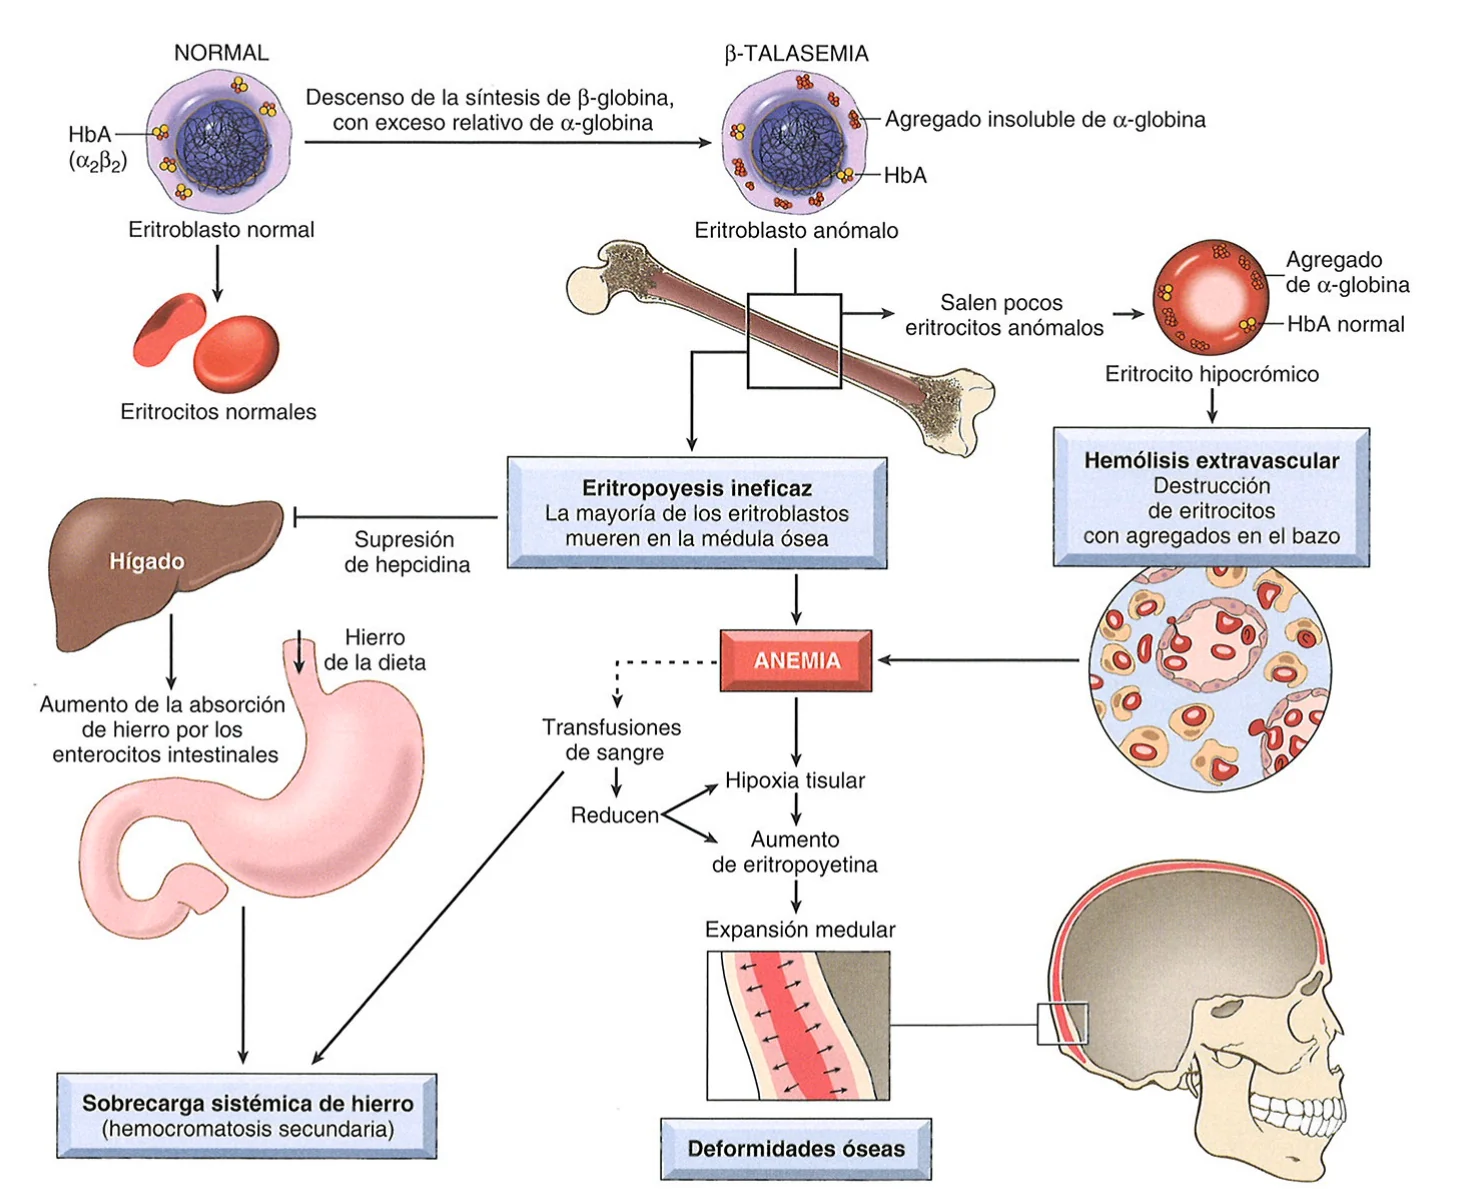 NORMAL
β-TALASEMIA
Descenso de la síntesis de β-globina,
con exceso relativo de α-globina
HbA
(α₂β₂)
Agregado insoluble de α-globina
HbA
Eritroblasto normal
Eritroblasto anómalo
Eritrocitos normales
Salen pocos
eritrocitos anómalos
Agregado
de α-globina
HbA normal
Eritrocito hipocrómico
Eritropoyesis ineficaz
La mayoría de los eritroblastos
mueren en la médula ósea
Hemólisis extravascular
Destrucción
de eritrocitos
con agregados en el bazo
Hígado
Supresión
de hepcidina
Hierro
de la dieta
ANEMIA
Aumento de la absorción
de hierro por los
enterocitos intestinales
Transfusiones
de sangre
Reducen
Hipoxia tisular
Aumento
de eritropoyetina
Expansión medular
Sobrecarga sistémica de hierro
(hemocromatosis secundaria)
Deformidades óseas